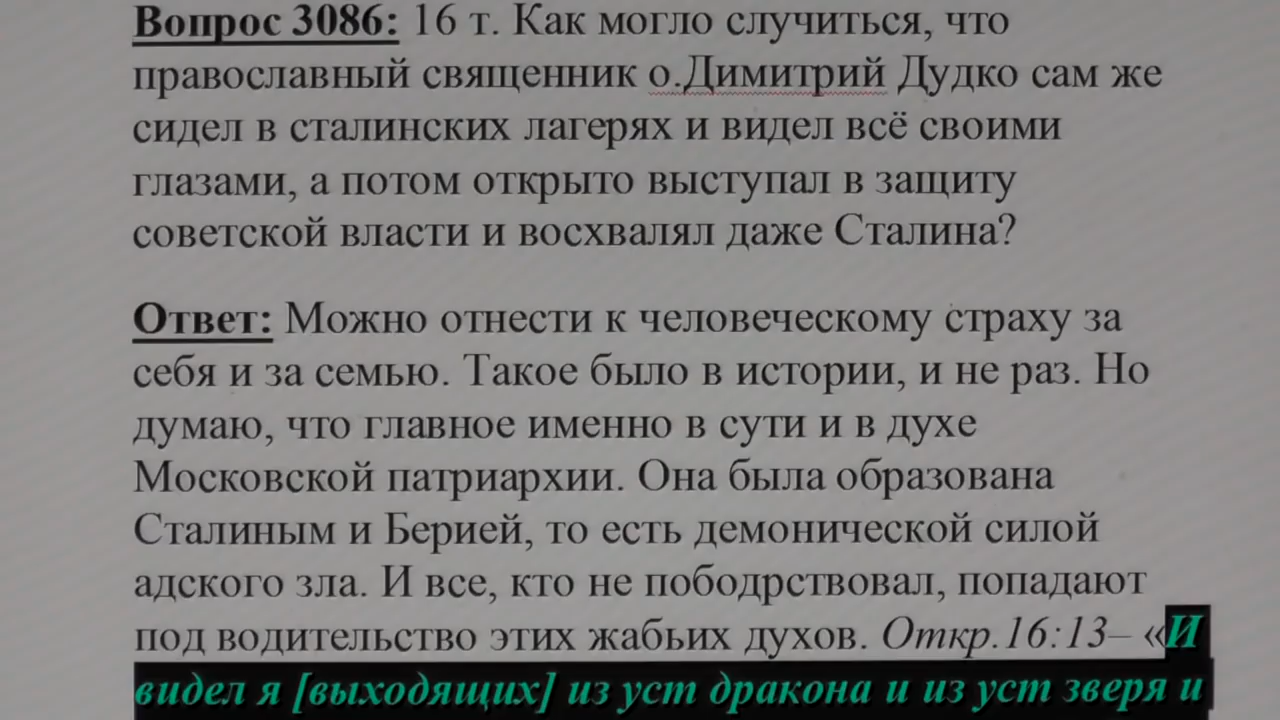 Вопрос 3086: 16 т. Как могло случиться, что
православный священник о.Димитрий Дудко сам же
сидел в сталинских лагерях и видел всё своими
глазами, а потом открыто выступал в защиту
советской власти и восхвалял даже Сталина?
Ответ: Можно отнести к человеческому страху за
себя и за семью. Такое было в истории, и не раз. Но
думаю, что главное именно в сути и в духе
Московской патриархии. Она была образована
Сталиным и Берией, то есть демонической силой
адского зла. И все, кто не пободрствовал, попадают
под водительство этих жабьих духов. Откр.16:13– «И
видел я [выходящих] из уст дракона и из уст зверя и